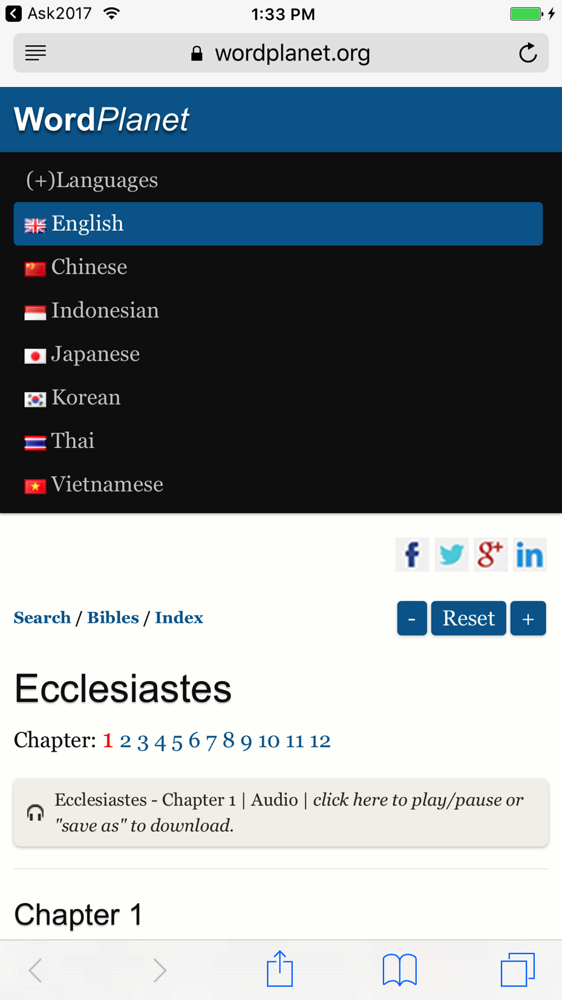 Ask2017
1:33 PM
wordplanet.org
WordPlanet
(+)Languages
English
Chinese
Indonesian
Japanese
Korean
Thai
Vietnamese
f g+ in
Search / Bibles / Index
- Reset +
Ecclesiastes
Chapter: 1 2 3 4 5 6 7 8 9 10 11 12
Ecclesiastes - Chapter 1 | Audio | click here to play/pause or
"save as" to download.
Chapter 1